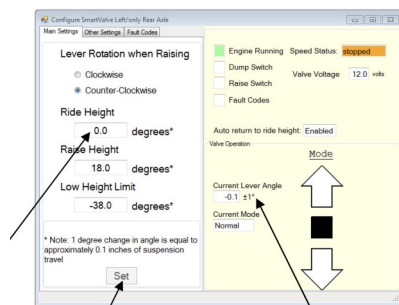 Configure SmartValve Left/only Rear Axle
Main Settings Other Settings Fault Codes
Lever Rotation when Raising
Clockwise
Counter-Clockwise
Ride Height
0.0 degrees*
Raise Height
18.0 degrees*
Low Height Limit
-38.0 degrees*
* Note: 1 degree change in angle is equal to
approximately 0.1 inches of suspension
travel
Set
Engine Running Speed Status: stopped
Dump Switch
Valve Voltage 12.0 volts
Raise Switch
Fault Codes
Auto return to ride height: Enabled
Valve Operation
Mode
Current Lever Angle
-0.1 ±1°
Current Mode
Normal